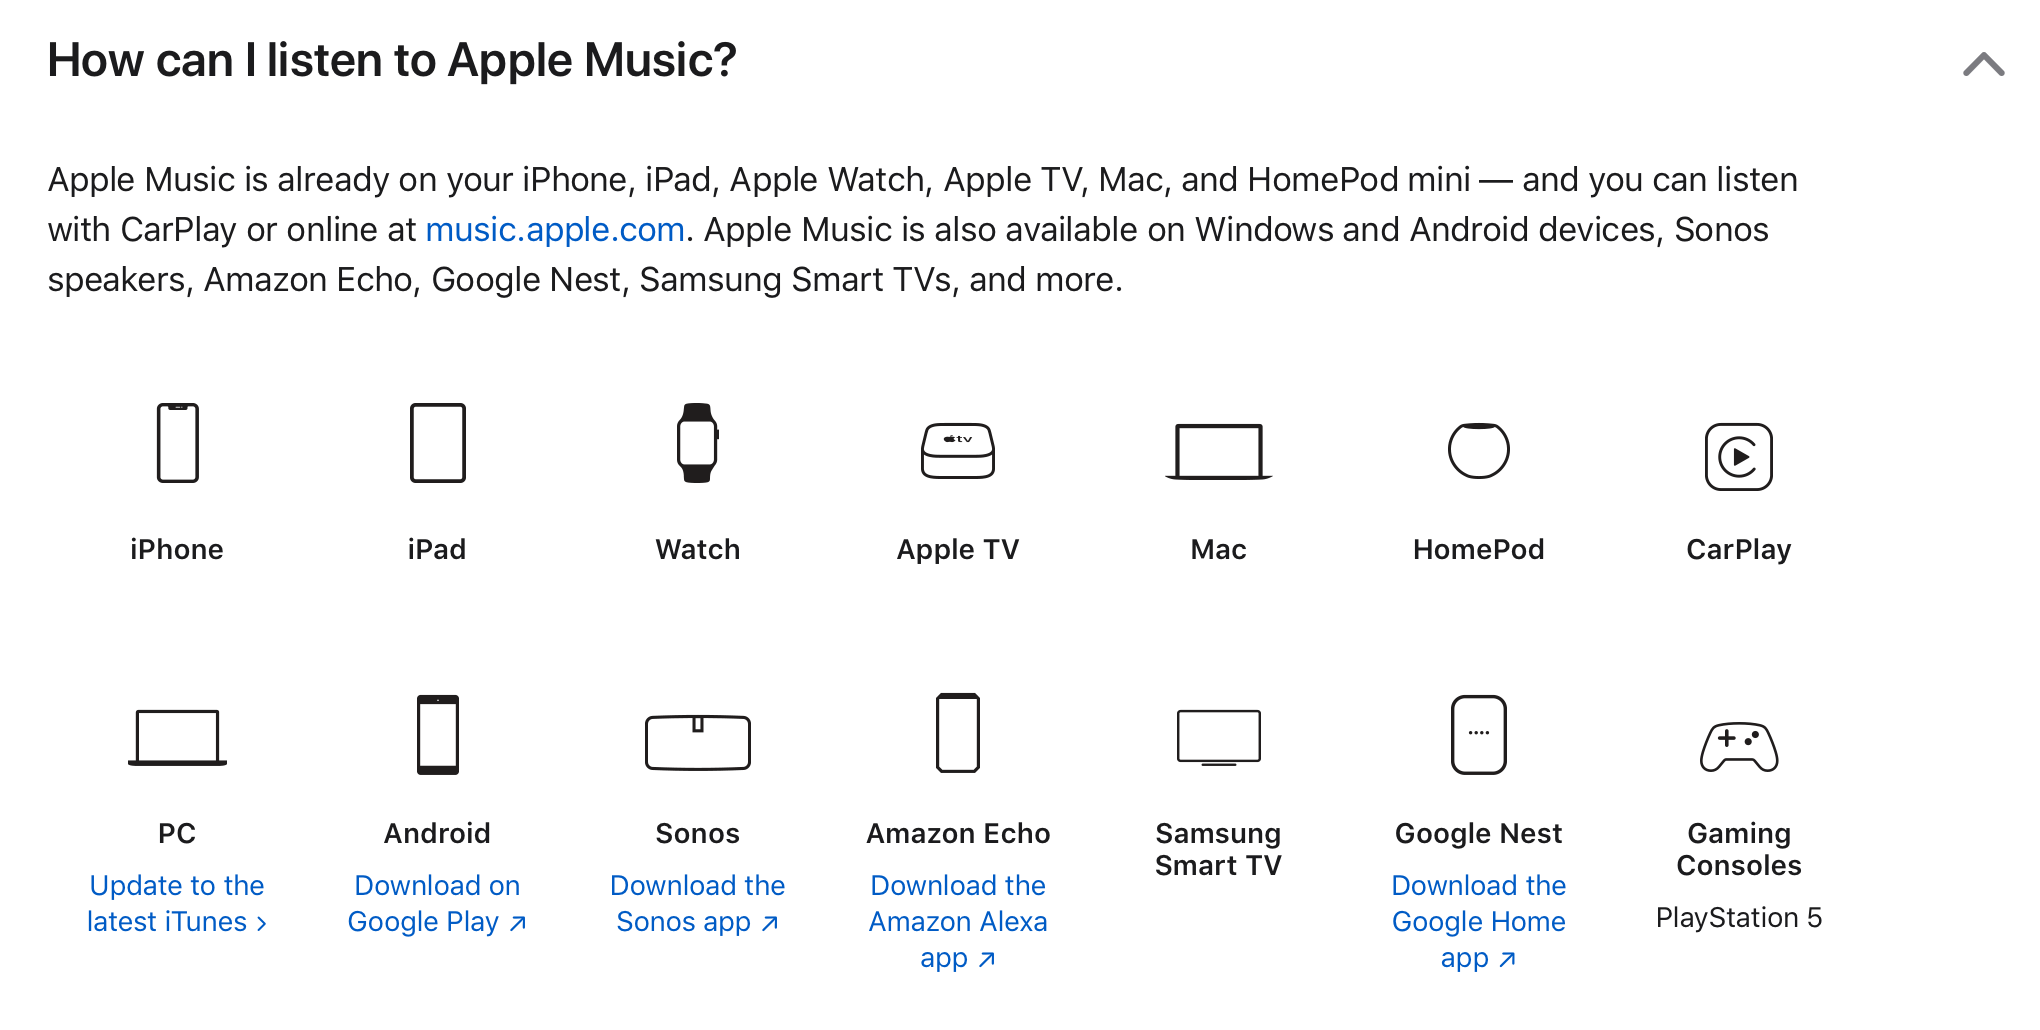 How can I listen to Apple Music?
Apple Music is already on your iPhone, iPad, Apple Watch, Apple TV, Mac, and HomePod mini — and you can listen
with CarPlay or online at music.apple.com. Apple Music is also available on Windows and Android devices, Sonos
speakers, Amazon Echo, Google Nest, Samsung Smart TVs, and more.
tv
iPhone
iPad
Watch
Apple TV
Mac
HomePod
CarPlay
PC
Update to the
latest iTunes ›
Android
Download on
Google Play ↗
Sonos
Download the
Sonos app ↗
Amazon Echo
Download the
Amazon Alexa
app ↗
Samsung
Smart TV
Google Nest
Download the
Google Home
app ↗
Gaming
Consoles
PlayStation 5